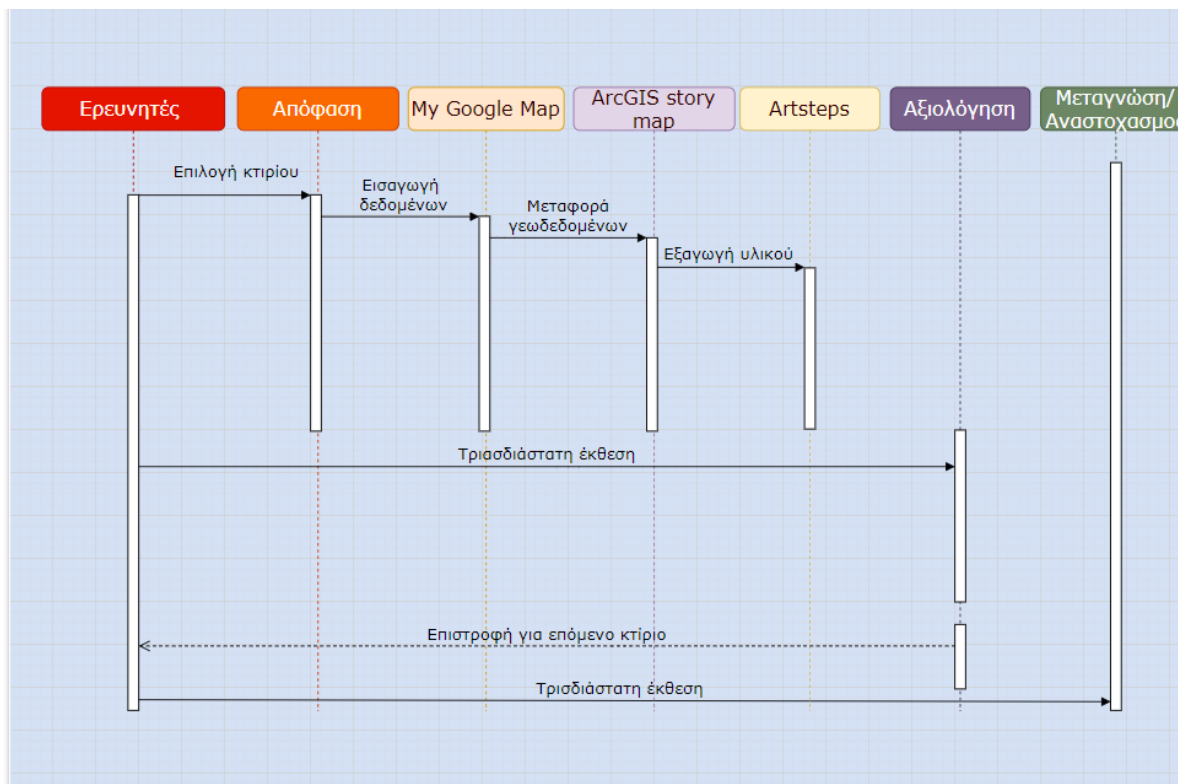 Ερευνητές
Απόφαση
My Google Map
ArcGIS story
map
Artsteps
Αξιολόγηση
Μεταγνώση/
Αναστοχασμος
Επιλογή κτιρίου
Εισαγωγή
δεδομένων
Μεταφορά
γεωδεδομένων
Εξαγωγή υλικού
Τριασδιάστατη έκθεση
Επιστροφή για επόμενο κτίριο
Τρισδιάστατη έκθεση